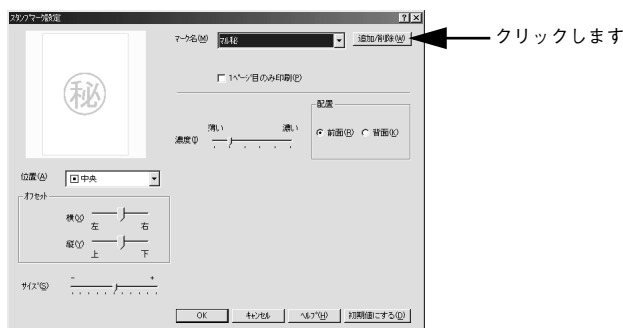 スタンプマーク設定
マーク名(M) マル秘 追加/削除(W) クリックします
1ページ目のみ印刷(P)
秘
配置
薄い 濃い
濃度(I)
前面(R) 背面(K)
位置(A) 中央
オフセット
横(X)
左 右
縦(Y)
上 下
サイズ(S) - +
OK キャンセル ヘルプ(H) 初期値にする(D)